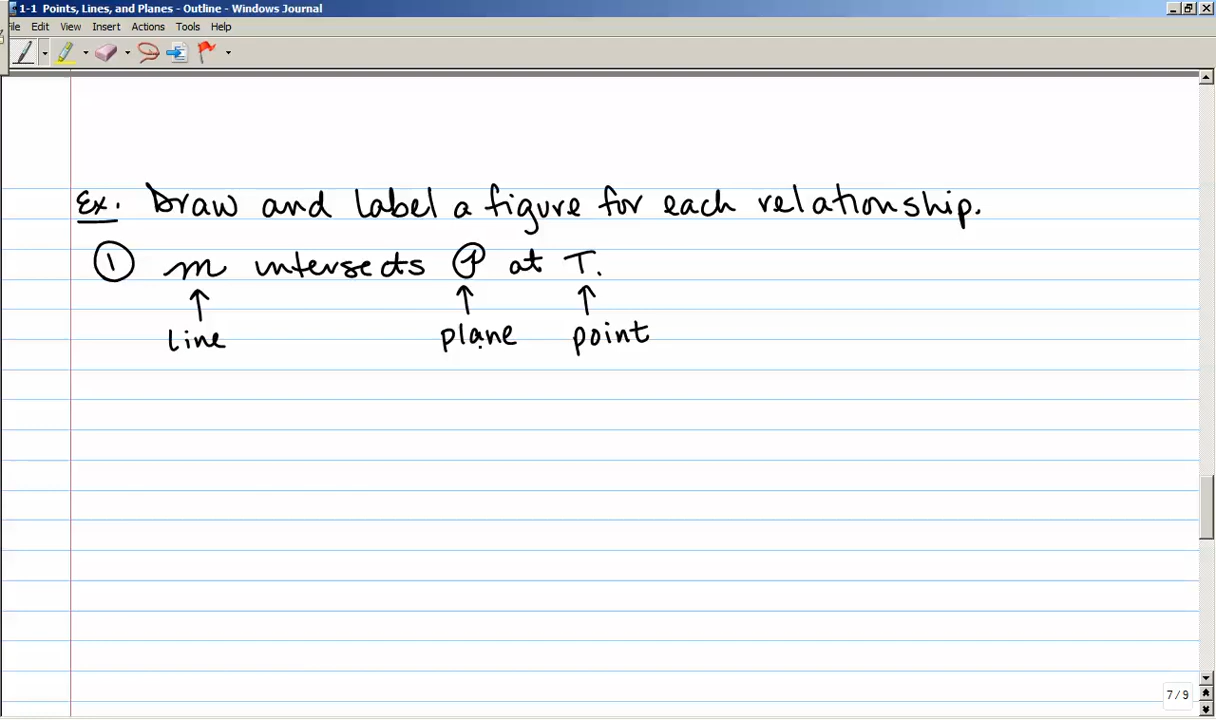 1-1 Points, Lines, and Planes - Outline - Windows Journal
File Edit View Insert Actions Tools Help
Ex. Draw and label a figure for each relationship.
① m intersects Ⓟ at T.
↑ ↑ ↑
line plane point
7 / 9